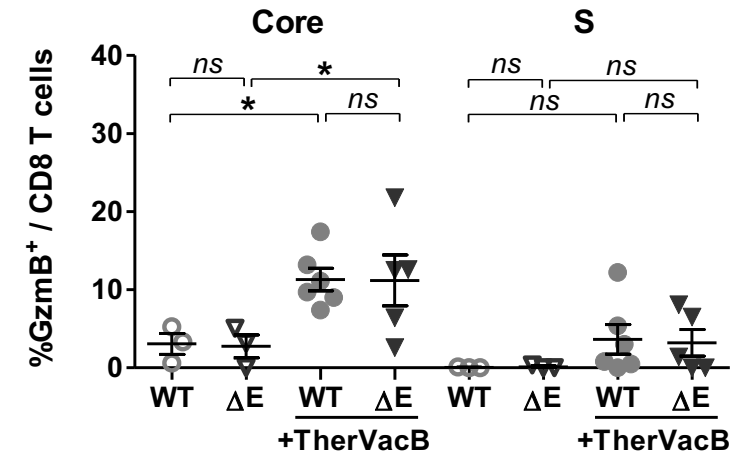 Core S
%GzmB+ / CD8 T cells
40
30
20
10
0
ns * ns ns
* ns ns ns
WT ΔE WT ΔE WT ΔE WT ΔE
+TherVacB +TherVacB